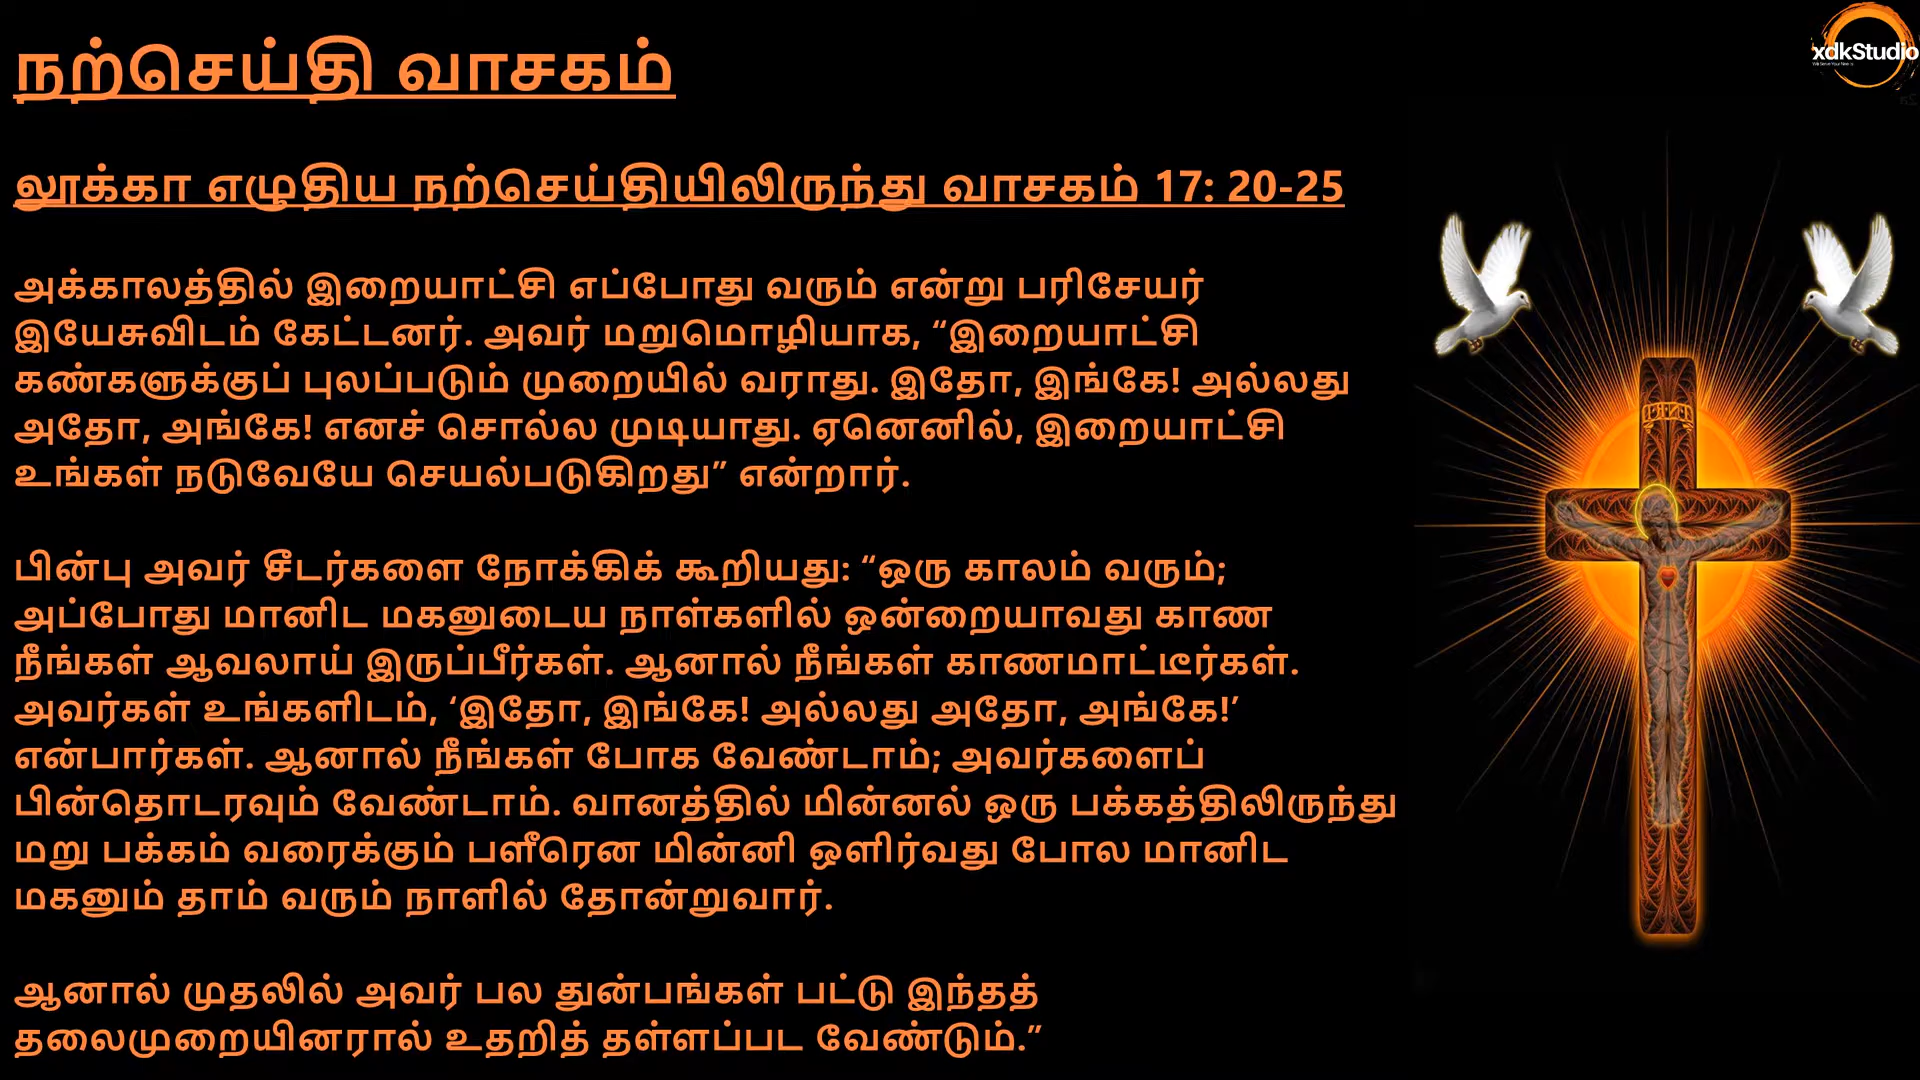 நற்செய்தி வாசகம்
லூக்கா எழுதிய நற்செய்தியிலிருந்து வாசகம் 17: 20-25
அக்காலத்தில் இறையாட்சி எப்போது வரும் என்று பரிசேயர்
இயேசுவிடம் கேட்டனர். அவர் மறுமொழியாக, “இறையாட்சி
கண்களுக்குப் புலப்படும் முறையில் வராது. இதோ, இங்கே! அல்லது
அதோ, அங்கே! எனச் சொல்ல முடியாது. ஏனெனில், இறையாட்சி
உங்கள் நடுவேயே செயல்படுகிறது” என்றார்.
பின்பு அவர் சீடர்களை நோக்கிக் கூறியது: “ஒரு காலம் வரும்;
அப்போது மானிட மகனுடைய நாள்களில் ஒன்றையாவது காண
நீங்கள் ஆவலாய் இருப்பீர்கள். ஆனால் நீங்கள் காணமாட்டீர்கள்.
அவர்கள் உங்களிடம், ‘இதோ, இங்கே! அல்லது அதோ, அங்கே!’
என்பார்கள். ஆனால் நீங்கள் போக வேண்டாம்; அவர்களைப்
பின்தொடரவும் வேண்டாம். வானத்தில் மின்னல் ஒரு பக்கத்திலிருந்து
மறு பக்கம் வரைக்கும் பளீரென மின்னி ஒளிர்வது போல மானிட
மகனும் தாம் வரும் நாளில் தோன்றுவார்.
ஆனால் முதலில் அவர் பல துன்பங்கள் பட்டு இந்தத்
தலைமுறையினரால் உதறித் தள்ளப்பட வேண்டும்.”
xdkStudio